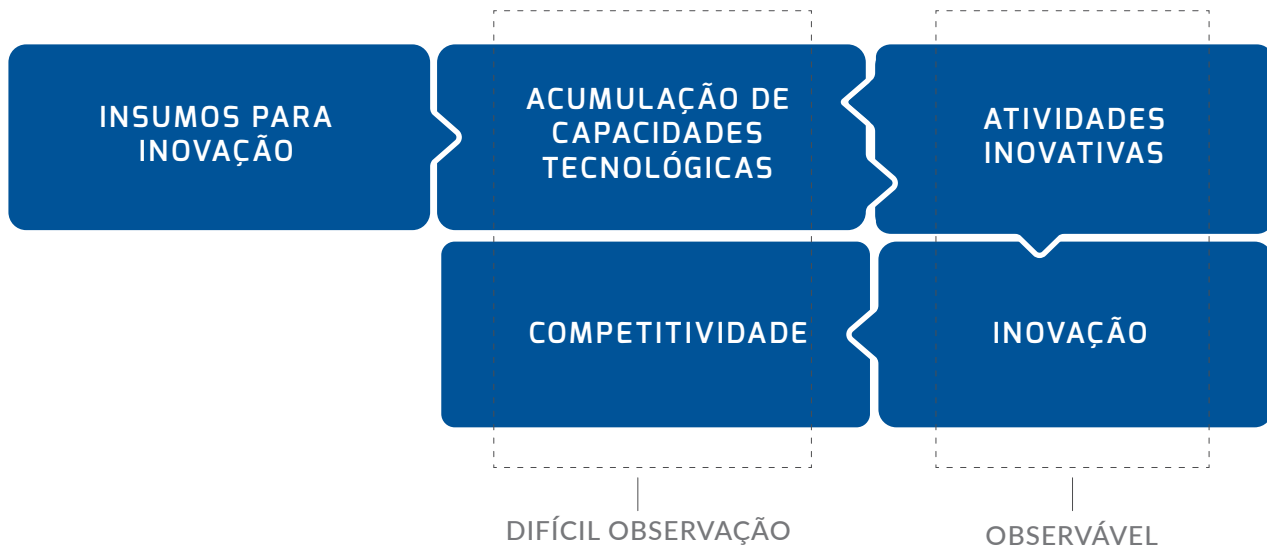 INSUMOS PARA
INOVAÇÃO
ACUMULAÇÃO DE
CAPACIDADES
TECNOLÓGICAS
ATIVIDADES
INOVATIVAS
COMPETITIVIDADE
INOVAÇÃO
DIFÍCIL OBSERVAÇÃO
OBSERVÁVEL